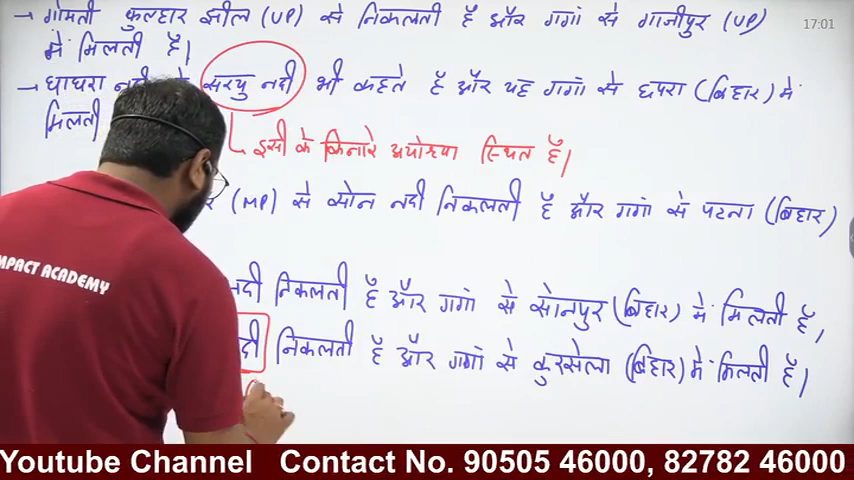 → गोमती फुलहार झील (UP) से निकलती है और गंगा से गाजीपुर (UP)
17:01
में मिलती है।
→ घाघरा सरयु नदी भी कहते है और यह गंगा से छपरा (बिहार) में
मिलती
इसी के किनारे अयोध्या स्थित है।
(MP) से सोन नदी निकलती है और गंगा से पटना (बिहार)
नदी निकलती है और गंगा से सोनपुर (बिहार) में मिलती है,
निकलती है और गंगा से कुरसेला (बिहार) में मिलती है।
MPACT ACADEMY
Youtube Channel Contact No. 90505 46000, 82782 46000